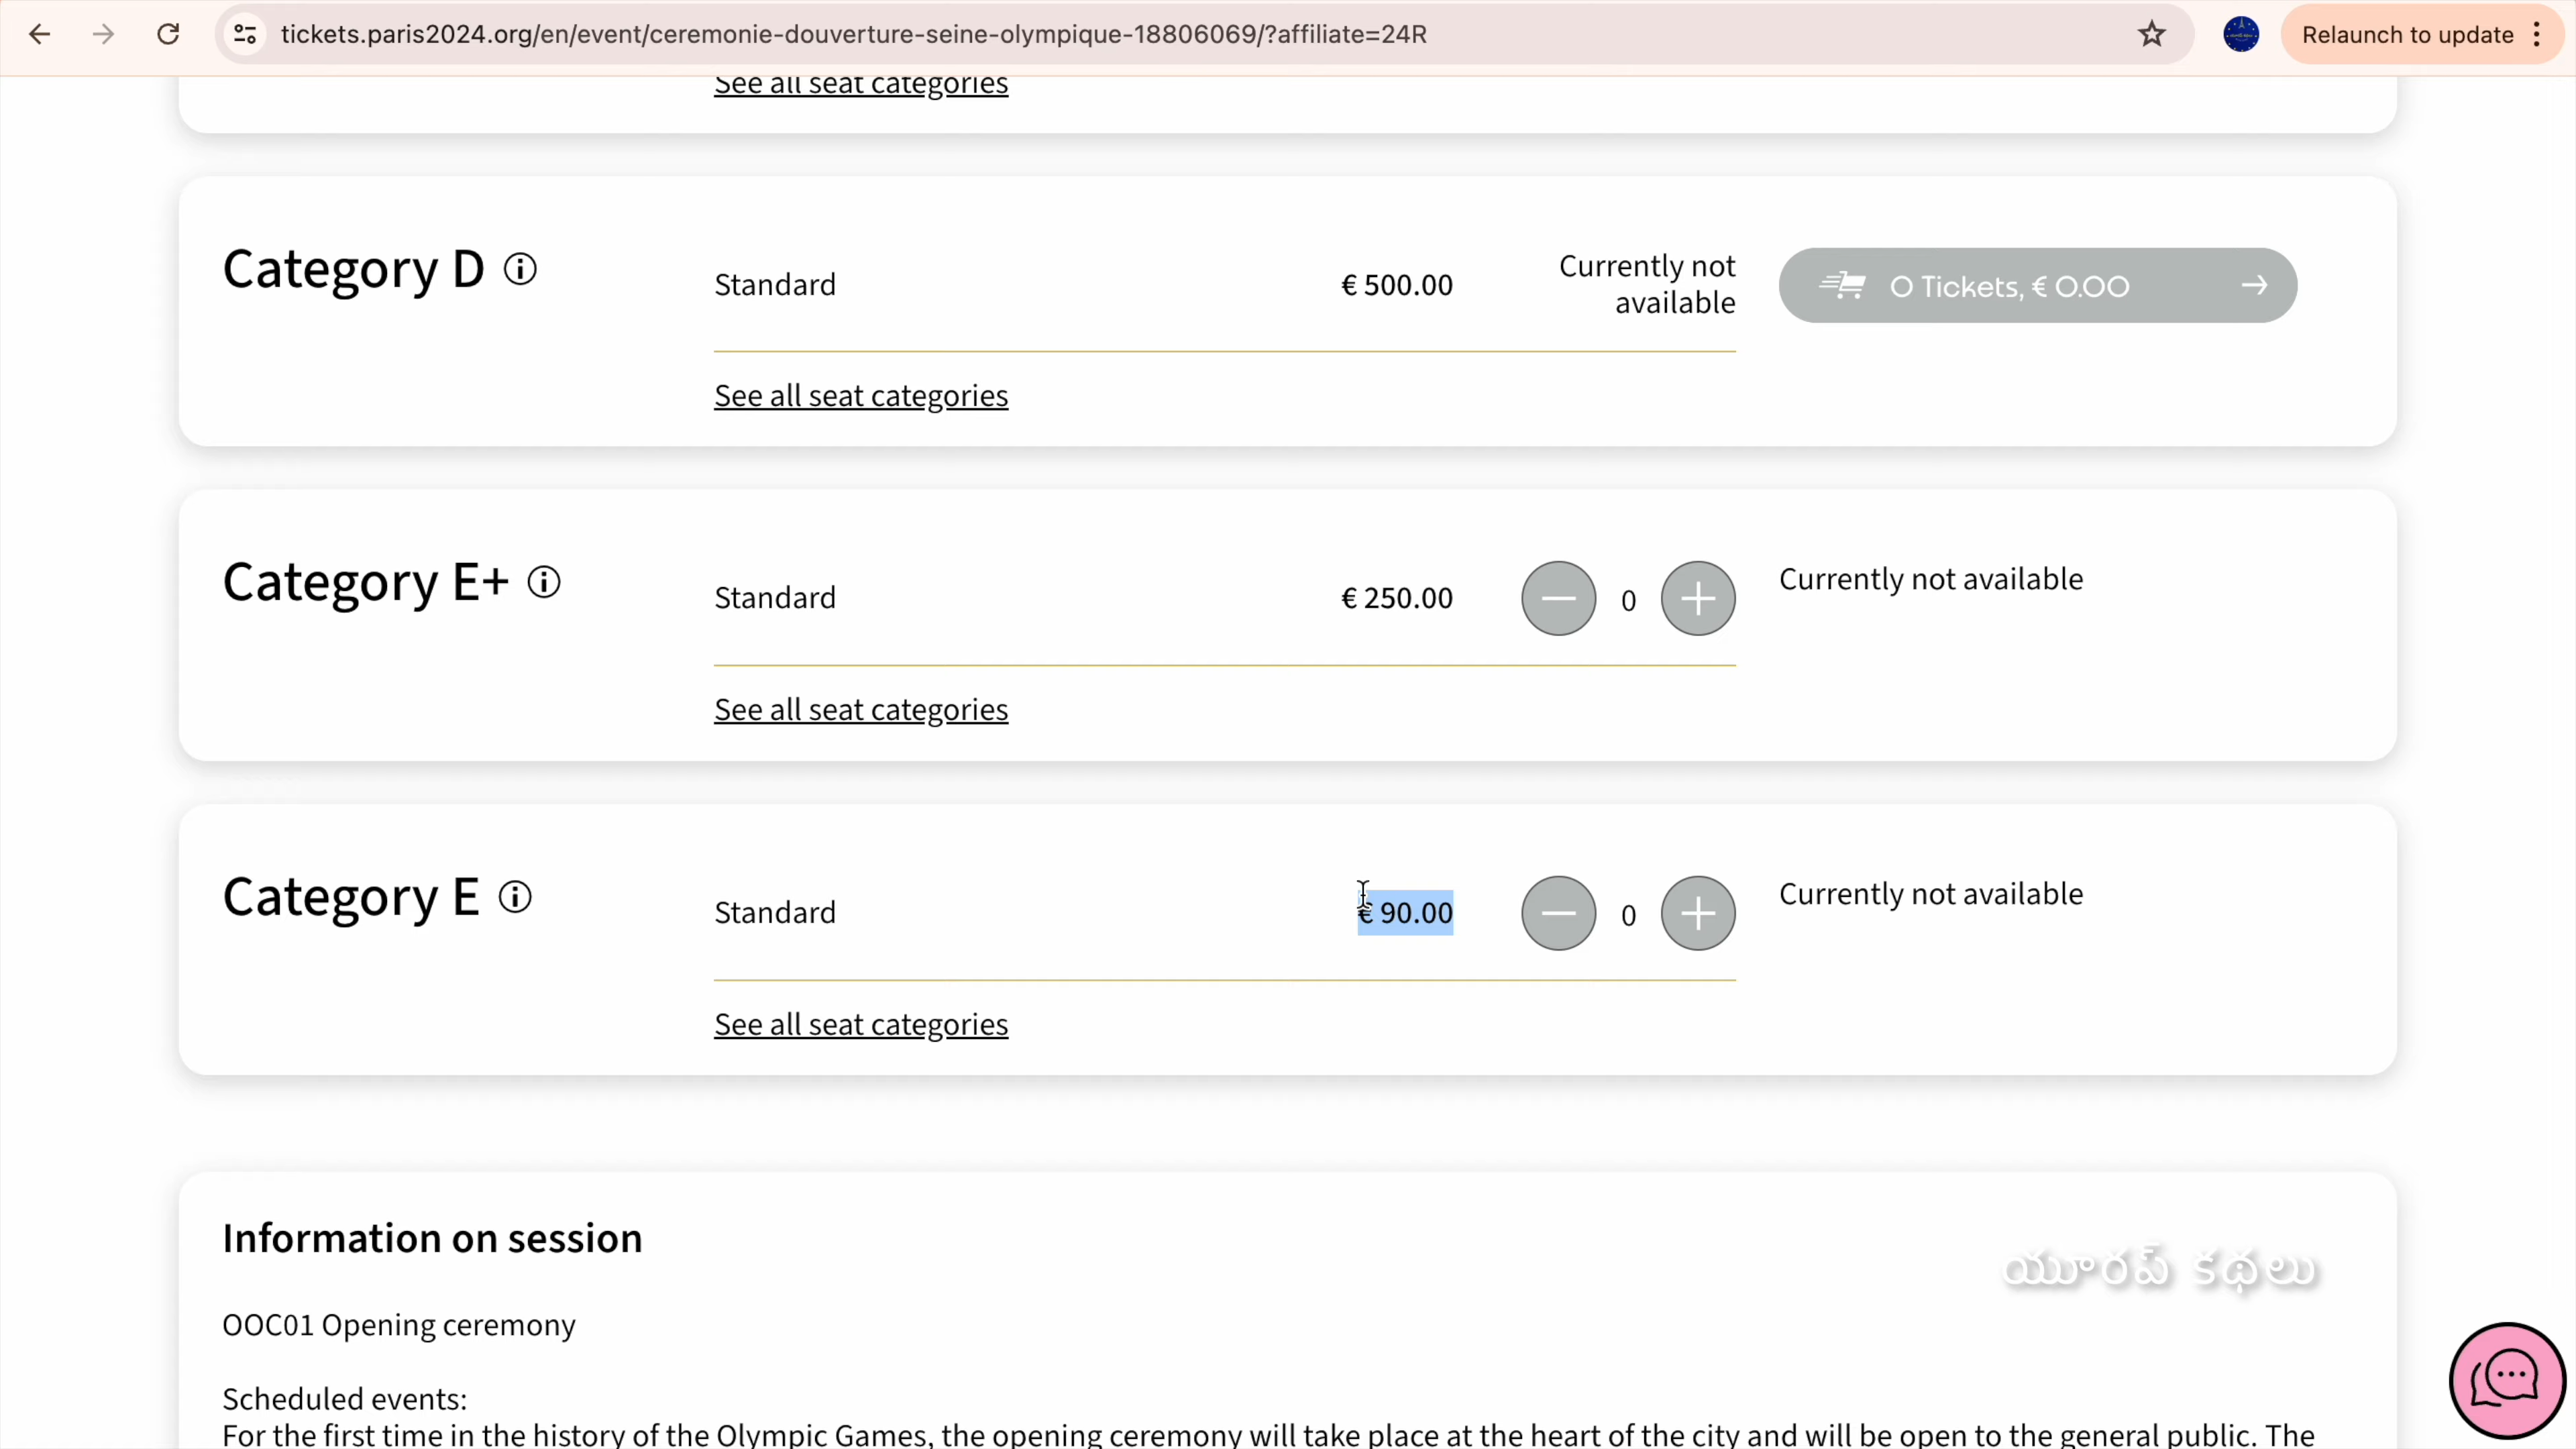 tickets.paris2024.org/en/event/ceremonie-douverture-seine-olympique-18806069/?affiliate=24R
Relaunch to update
See all seat categories
Category D
Standard
€ 500.00
Currently not
available
0 Tickets, € 0.00
See all seat categories
Category E+
Standard
€ 250.00
0
Currently not available
See all seat categories
Category E
Standard
€ 90.00
0
Currently not available
See all seat categories
Information on session
యూరప్ కథలు
OOC01 Opening ceremony
Scheduled events:
For the first time in the history of the Olympic Games, the opening ceremony will take place at the heart of the city and will be open to the general public. The